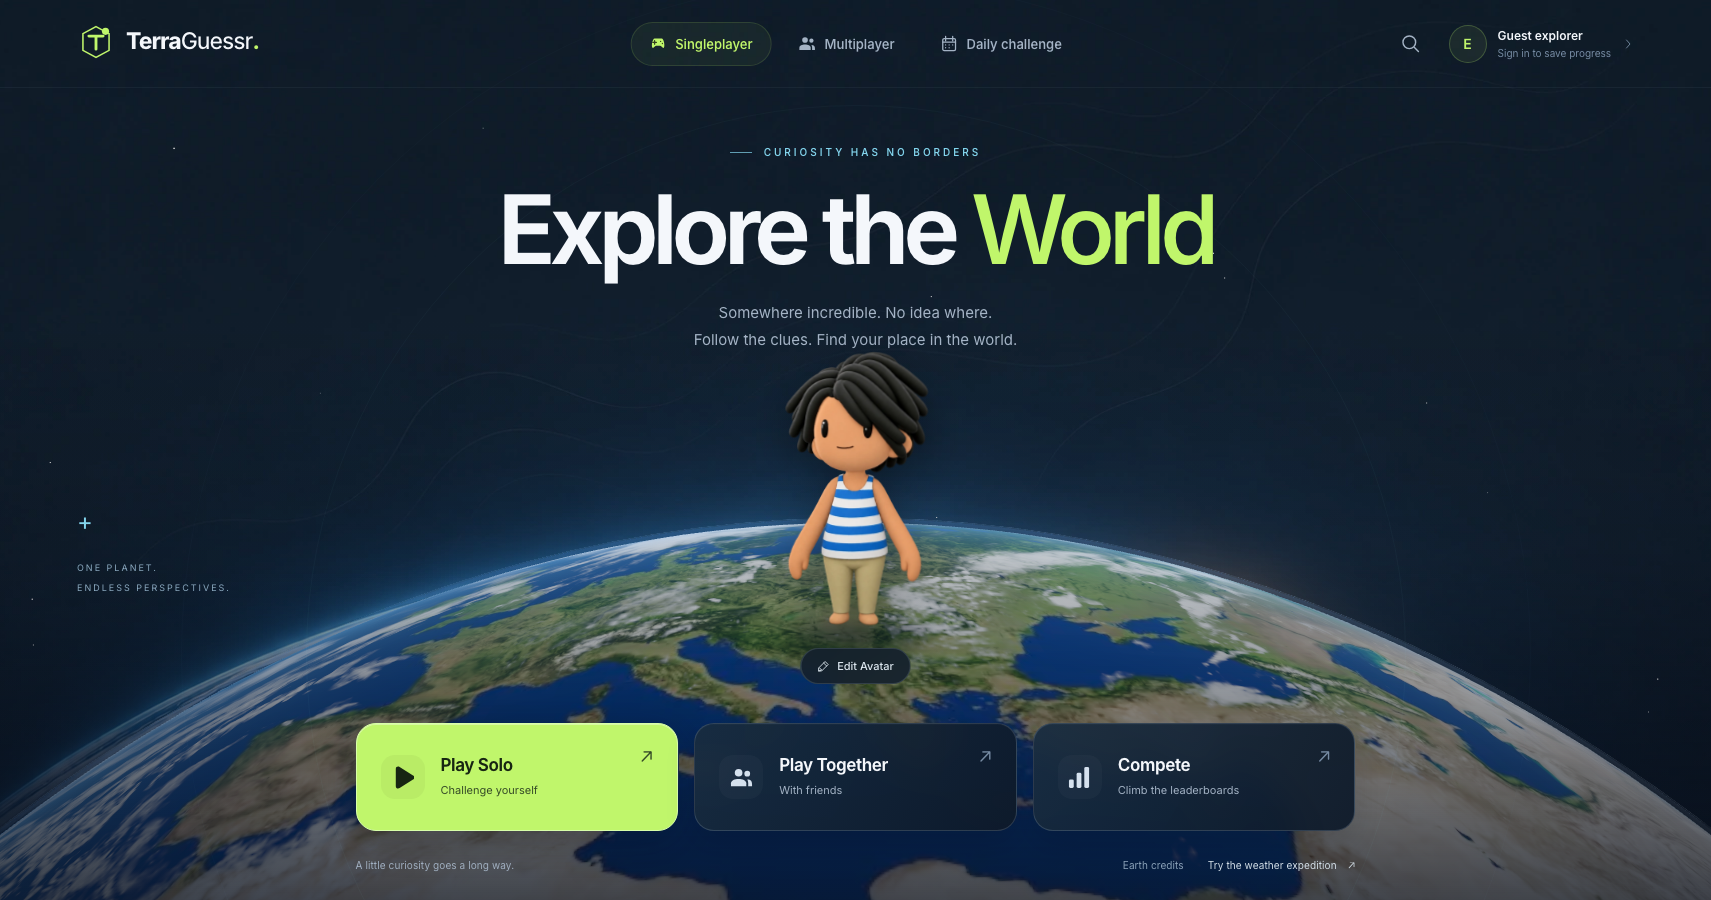 TerraGuessr.
Singleplayer
Multiplayer
Daily challenge
E
Guest explorer
Sign in to save progress
CURIOSITY HAS NO BORDERS
Explore the World
Somewhere incredible. No idea where.
Follow the clues. Find your place in the world.
ONE PLANET.
ENDLESS PERSPECTIVES.
Edit Avatar
Play Solo
Challenge yourself
Play Together
With friends
Compete
Climb the leaderboards
A little curiosity goes a long way.
Earth credits
Try the weather expedition